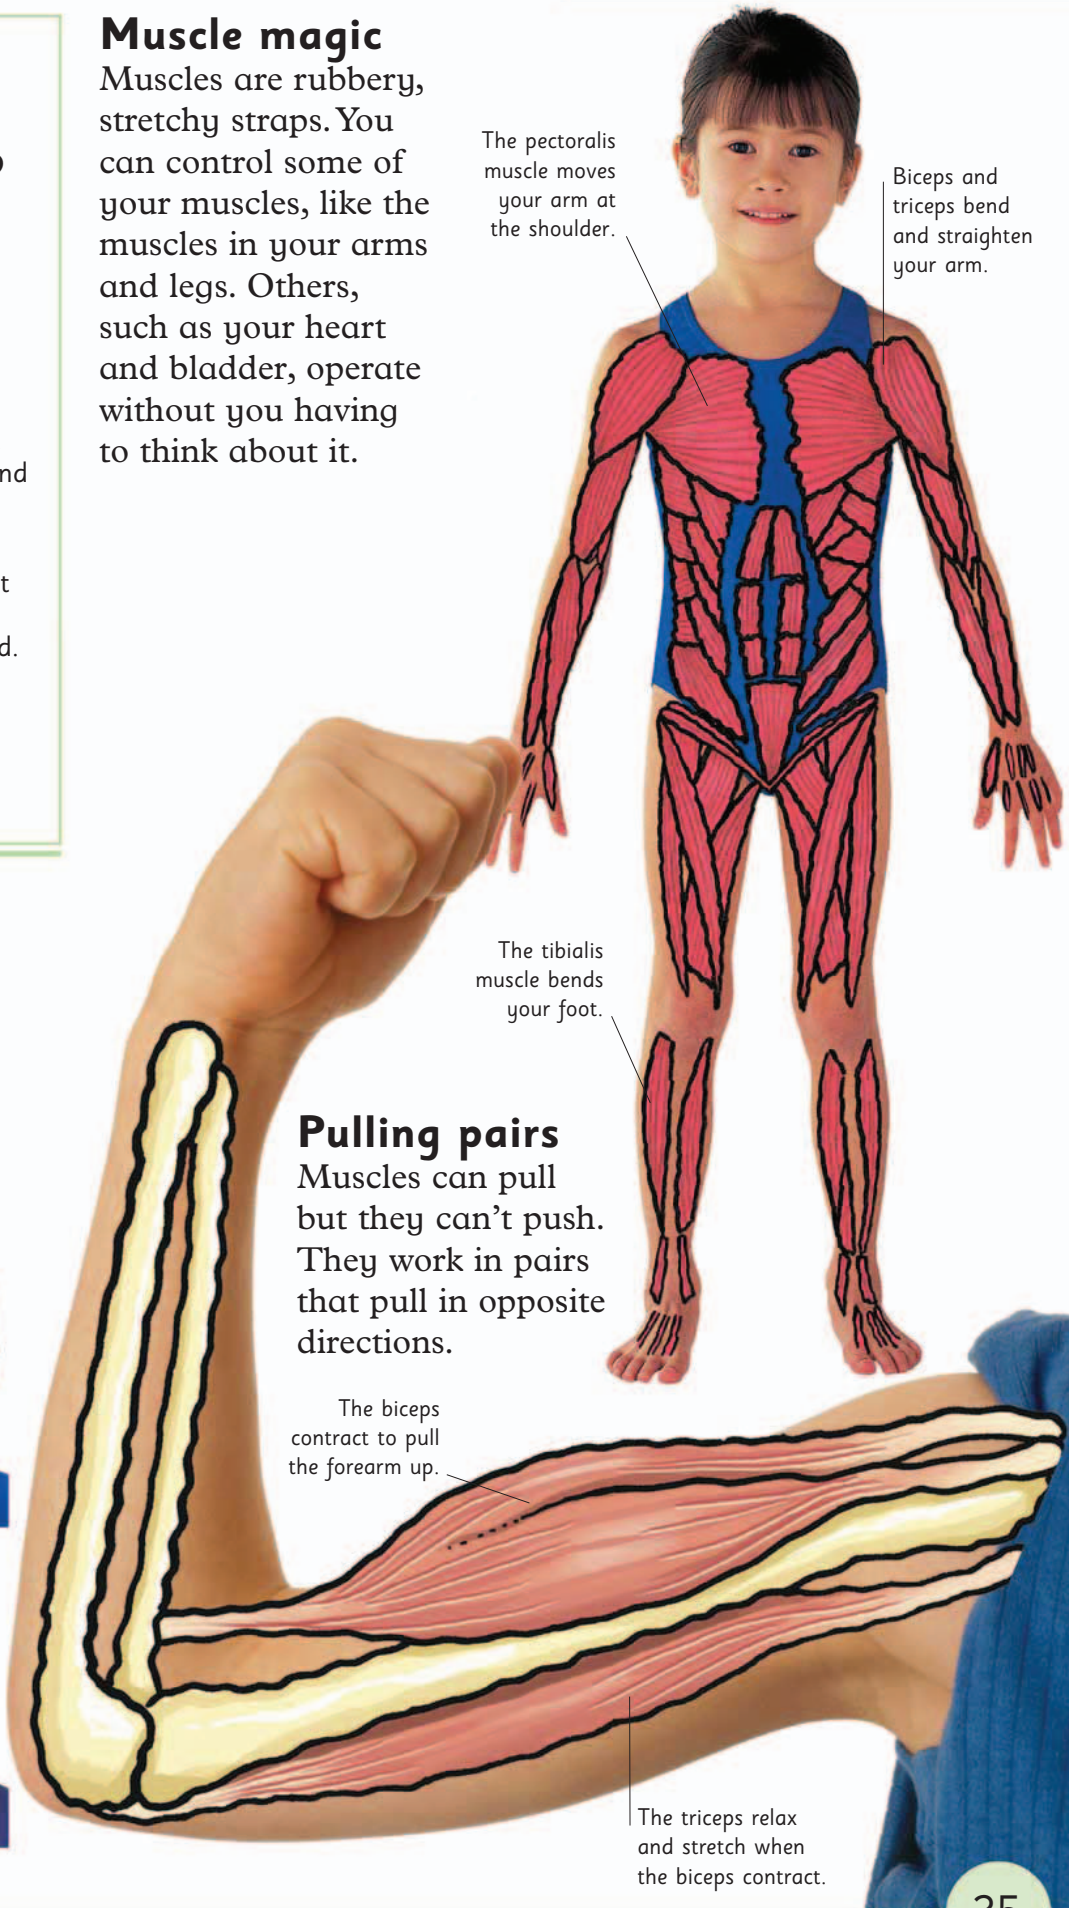 Muscle magic
Muscles are rubbery,
stretchy straps. You
can control some of
your muscles, like the
muscles in your arms
and legs. Others,
such as your heart
and bladder, operate
without you having
to think about it.
The pectoralis
muscle moves
your arm at
the shoulder.
Biceps and
triceps bend
and straighten
your arm.
nd
t
d.
The tibialis
muscle bends
your foot.
Pulling pairs
Muscles can pull
but they can't push.
They work in pairs
that pull in opposite
directions.
The biceps
contract to pull
the forearm up.
The triceps relax
and stretch when
the biceps contract.
25